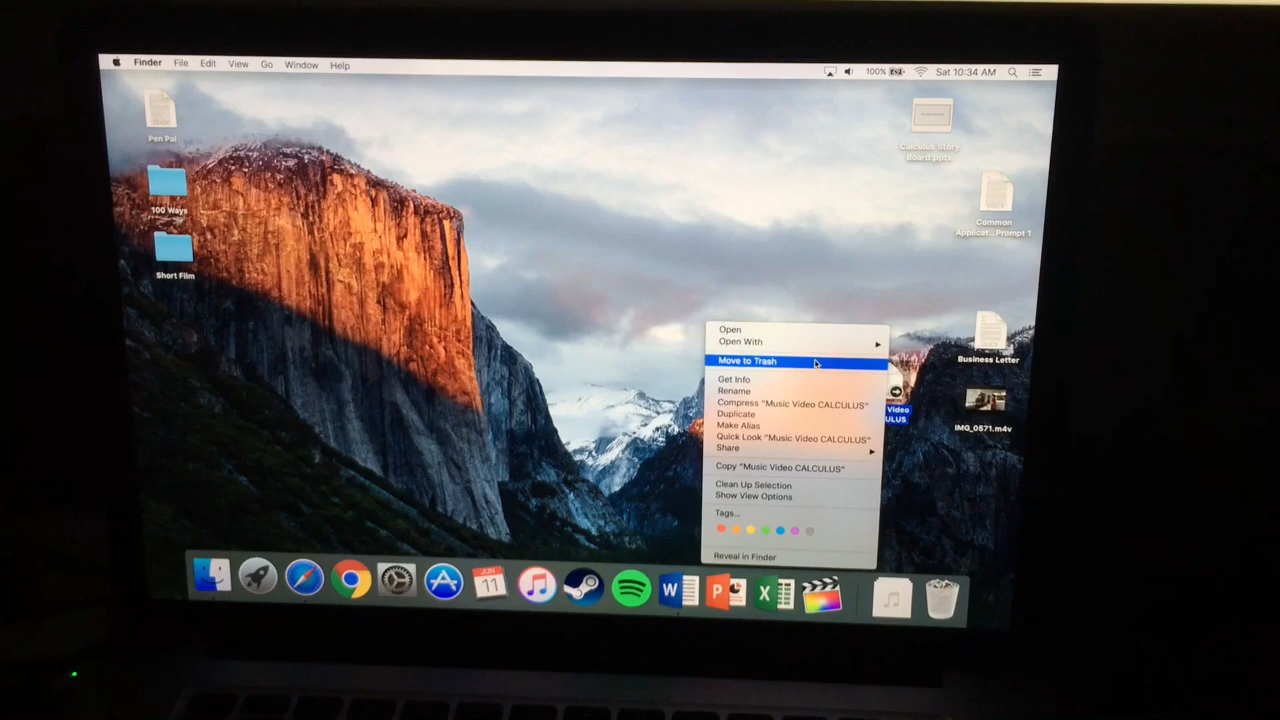 Finder File Edit View Go Window Help
100% Sat 10:34 AM
Pen Pal
100 Ways
Short Film
Calculus Story
Board.pptx
Common
Applicat...Prompt 1
Business Letter
IMG_0571.m4v
Video
ULUS
Open
Open With
Move to Trash
Get Info
Rename
Compress "Music Video CALCULUS"
Duplicate
Make Alias
Quick Look "Music Video CALCULUS"
Share
Copy "Music Video CALCULUS"
Clean Up Selection
Show View Options
Tags...
Reveal in Finder
JUN
11
W
P
X